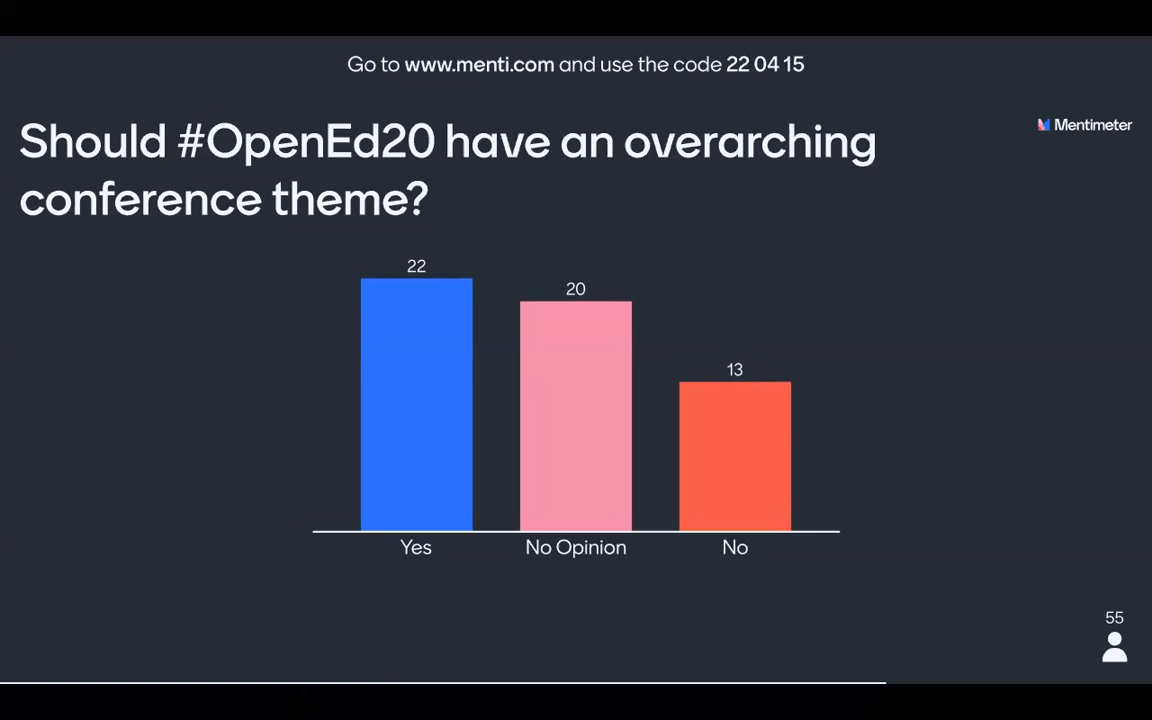 Go to www.menti.com and use the code 22 04 15
Should #OpenEd20 have an overarching
conference theme?
Mentimeter
22
20
13
Yes
No Opinion
No
55